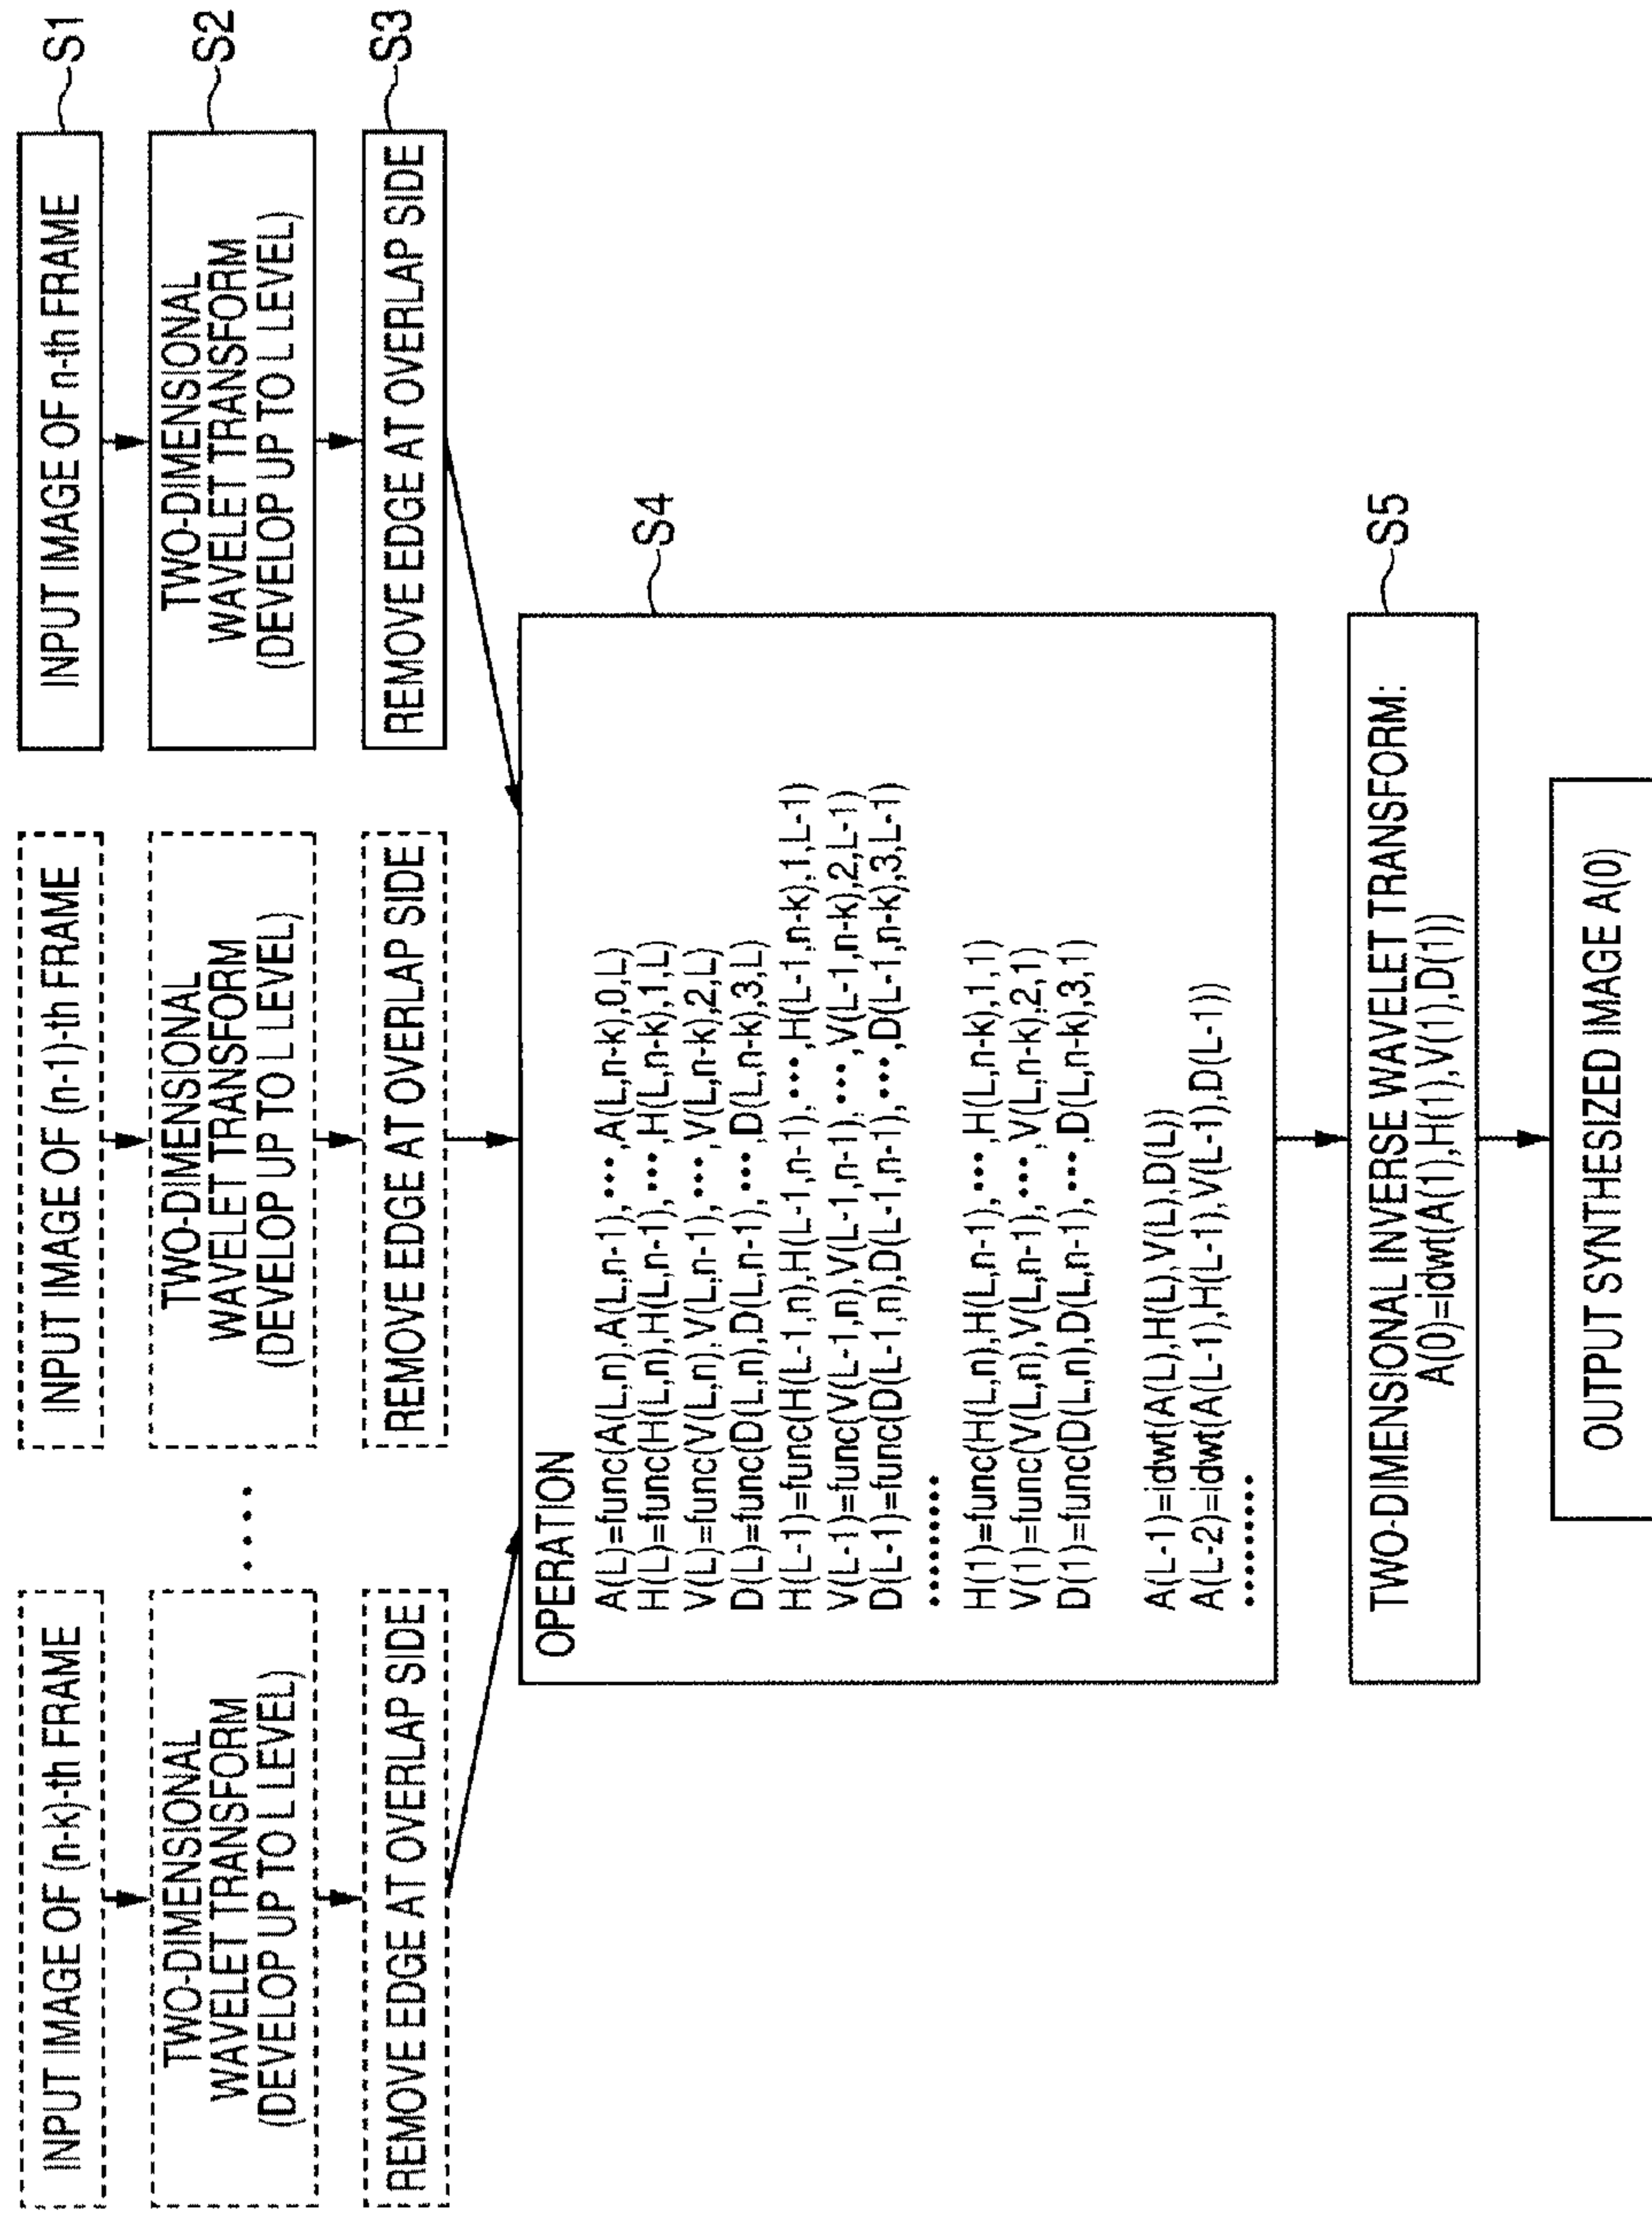 INPUT IMAGE OF (n-k)-th FRAME
INPUT IMAGE OF (n-1)-th FRAME
INPUT IMAGE OF n-th FRAME
S1
TWO-DIMENSIONAL
WAVELET TRANSFORM
(DEVELOP UP TO L LEVEL)
••••
TWO-DIMENSIONAL
WAVELET TRANSFORM
(DEVELOP UP TO L LEVEL)
TWO-DIMENSIONAL
WAVELET TRANSFORM
(DEVELOP UP TO L LEVEL)
S2
REMOVE EDGE AT OVERLAP SIDE
REMOVE EDGE AT OVERLAP SIDE
REMOVE EDGE AT OVERLAP SIDE
S3
OPERATION
S4
A(L)=func(A(L,n),A(L,n-1), •••,A(L,n-k),0,L)
H(L)=func(H(L,n),H(L,n-1), •••,H(L,n-k),1,L)
V(L)=func(V(L,n),V(L,n-1), •••,V(L,n-k),2,L)
D(L)=func(D(L,n),D(L,n-1), •••,D(L,n-k),3,L)
H(L-1)=func(H(L-1,n),H(L-1,n-1), •••,H(L-1,n-k),1,L-1)
V(L-1)=func(V(L-1,n),V(L-1,n-1), •••,V(L-1,n-k),2,L-1)
D(L-1)=func(D(L-1,n),D(L-1,n-1), •••,D(L-1,n-k),3,L-1)
••••••••
H(1)=func(H(L,n),H(L,n-1), •••,H(L,n-k),1,1)
V(1)=func(V(L,n),V(L,n-1), •••,V(L,n-k),2,1)
D(1)=func(D(L,n),D(L,n-1), •••,D(L,n-k),3,1)
A(L-1)=idwt(A(L),H(L),V(L),D(L))
A(L-2)=idwt(A(L-1),H(L-1),V(L-1),D(L-1))
••••••••
TWO-DIMENSIONAL INVERSE WAVELET TRANSFORM:
A(0)=idwt(A(1),H(1),V(1),D(1))
S5
OUTPUT SYNTHESIZED IMAGE A(0)